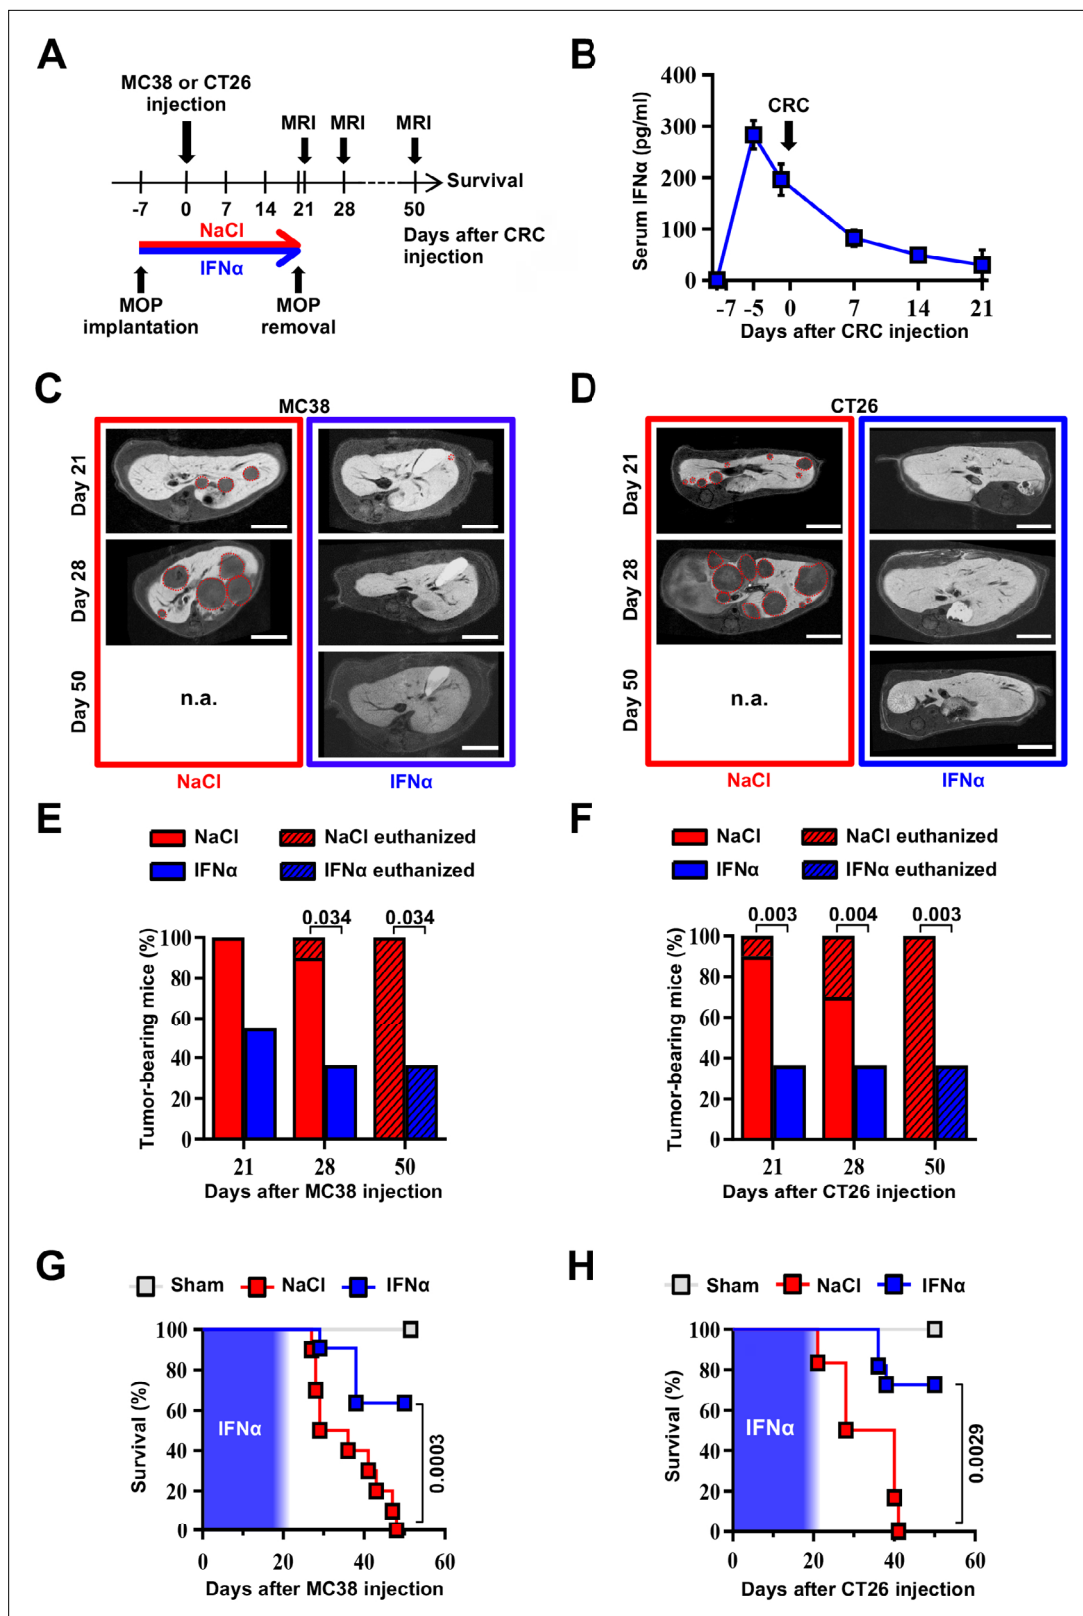 A
MC38 or CT26
injection
MRI MRI MRI
Survival
-7 0 7 14 21 28 50
NaCl
IFNα
Days after CRC
injection
MOP
implantation
MOP
removal
B
Serum IFNα (pg/ml)
400
300
200
100
0
CRC
-7 -5 0 7 14 21
Days after CRC injection
C
MC38
Day 21
Day 28
Day 50
n.a.
NaCl IFNα
D
CT26
Day 21
Day 28
Day 50
n.a.
NaCl IFNα
E
NaCl NaCl euthanized
IFNα IFNα euthanized
Tumor-bearing mice (%)
0.034 0.034
100
80
60
40
20
0
21 28 50
Days after MC38 injection
F
NaCl NaCl euthanized
IFNα IFNα euthanized
Tumor-bearing mice (%)
0.003 0.004 0.003
100
80
60
40
20
0
21 28 50
Days after CT26 injection
G
Sham NaCl IFNα
Survival (%)
100
80
60
40
20
0
IFNα
0.0003
0 20 40 60
Days after MC38 injection
H
Sham NaCl IFNα
Survival (%)
100
80
60
40
20
0
IFNα
0.0029
0 20 40 60
Days after CT26 injection